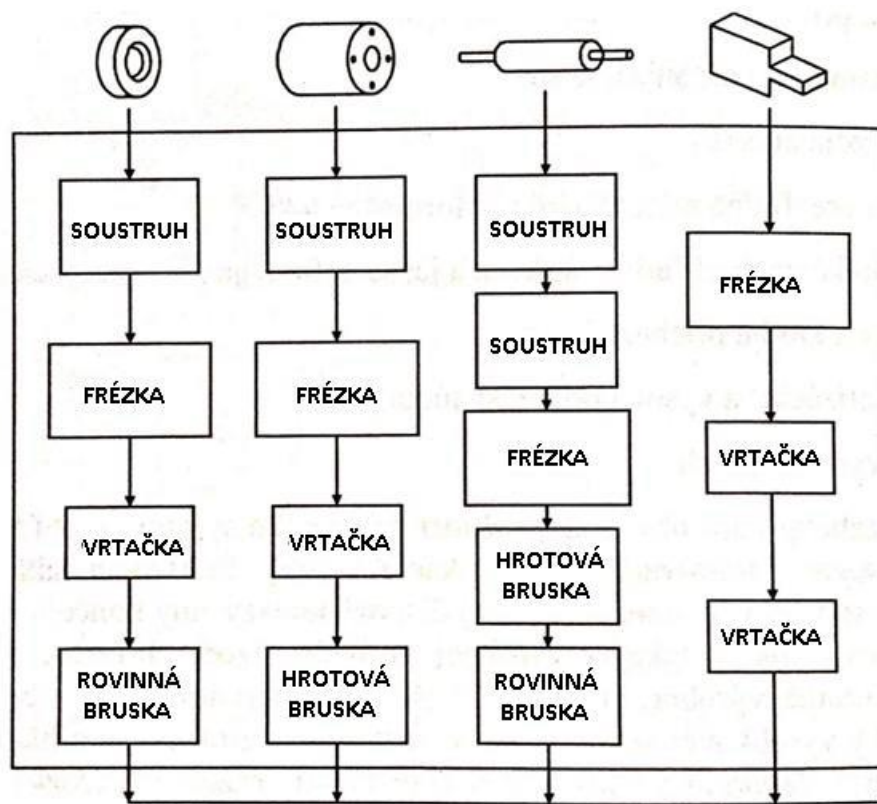 SOUSTRUH
FRÉZKA
VRTAČKA
ROVINNÁ
BRUSKA
SOUSTRUH
FRÉZKA
VRTAČKA
HROTOVÁ
BRUSKA
SOUSTRUH
SOUSTRUH
FRÉZKA
HROTOVÁ
BRUSKA
ROVINNÁ
BRUSKA
FRÉZKA
VRTAČKA
VRTAČKA